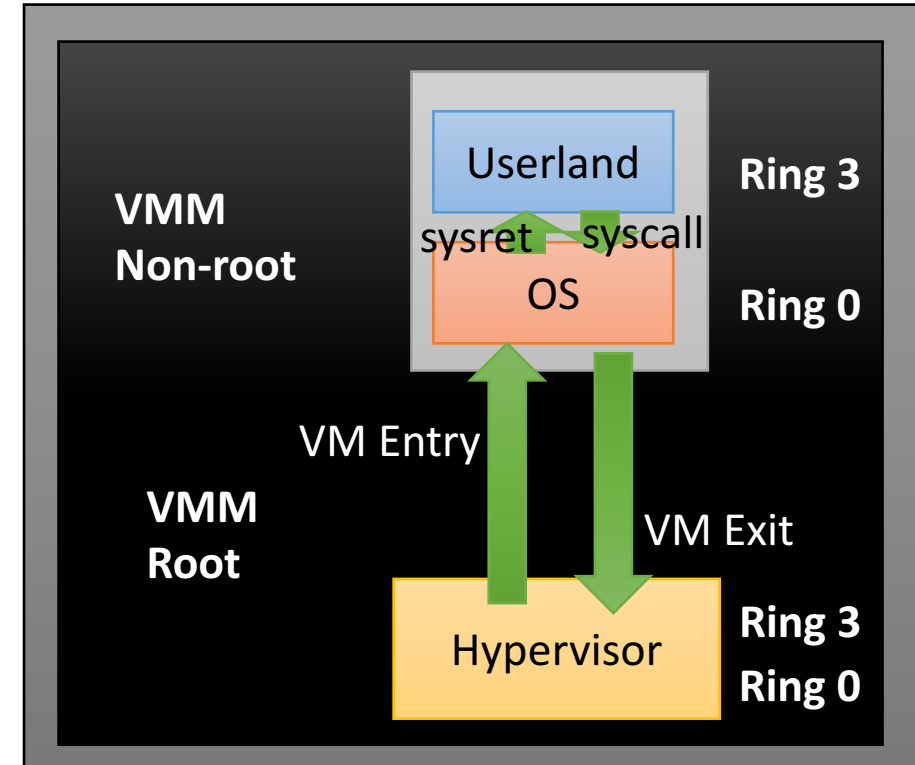 Userland
Ring 3
VMM
Non-root
sysret
syscall
OS
Ring 0
VM Entry
VMM
Root
VM Exit
Hypervisor
Ring 3
Ring 0